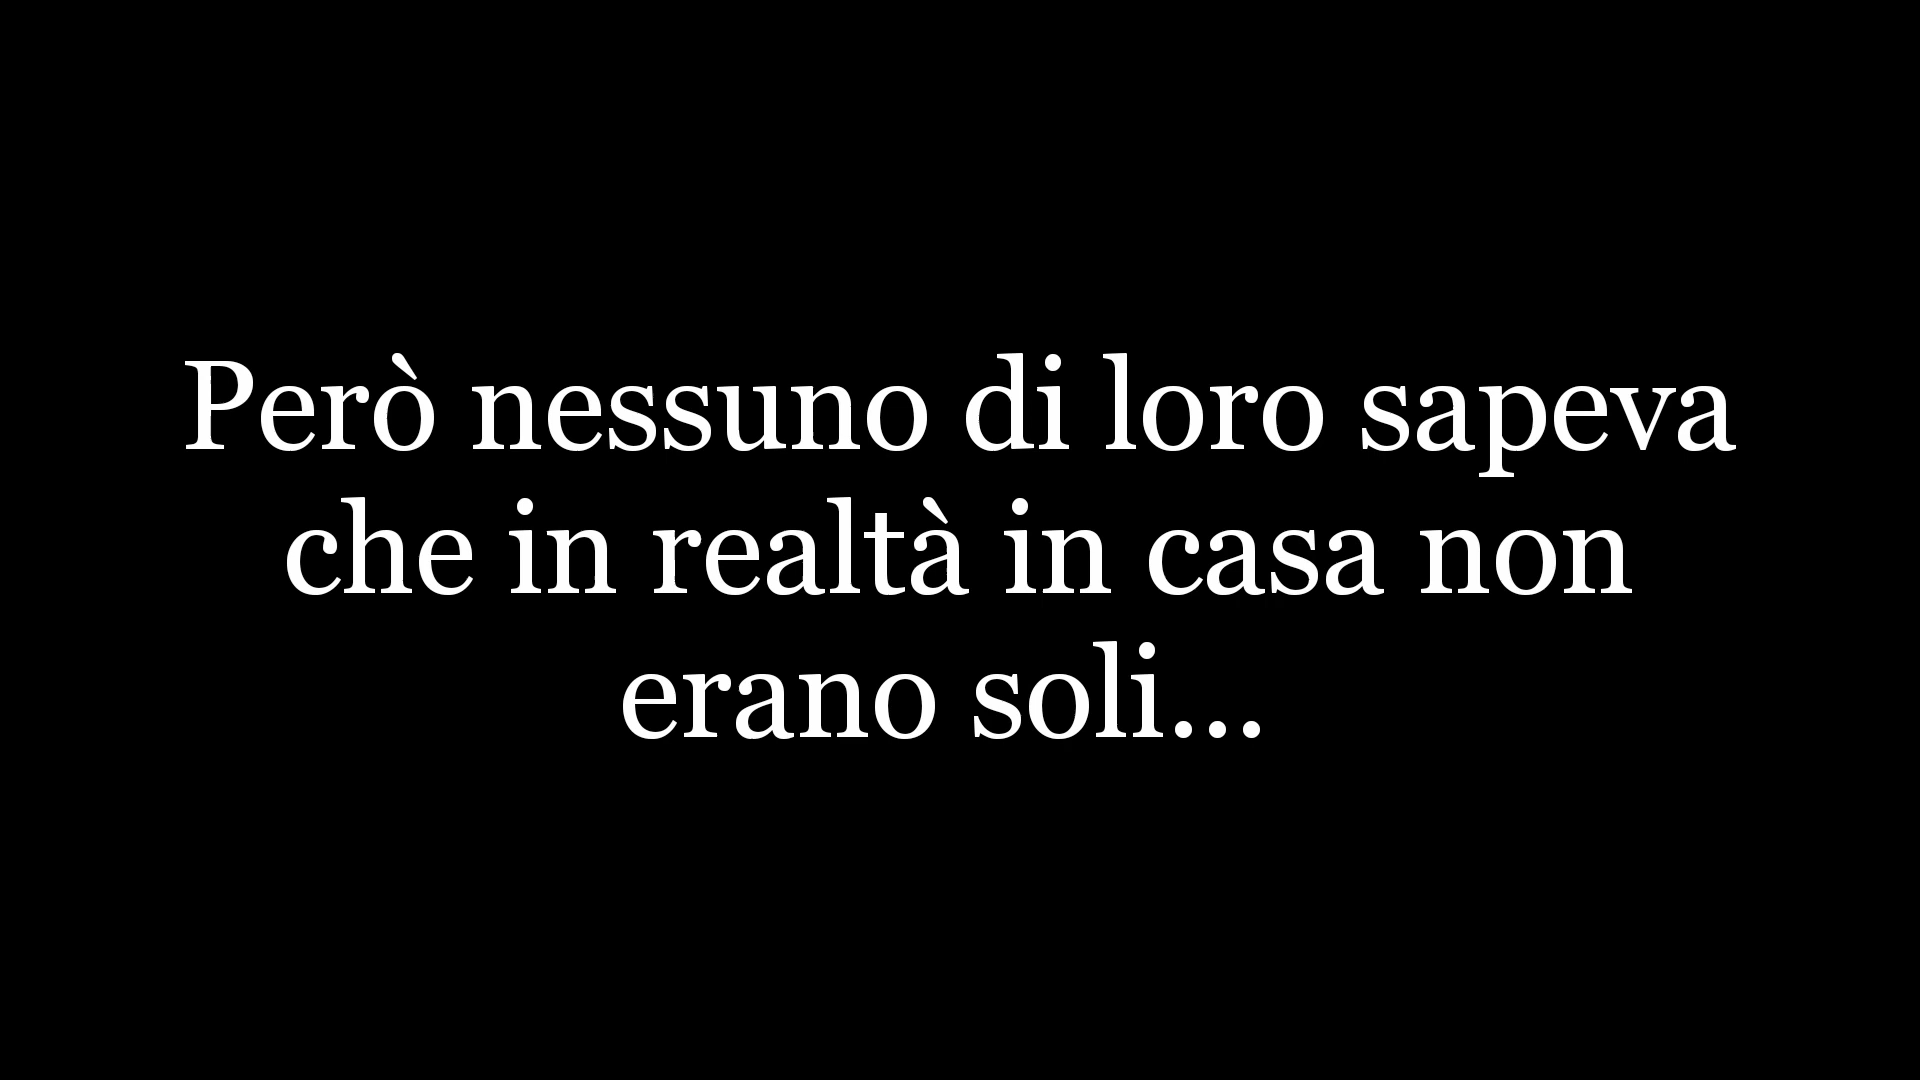 Però nessuno di loro sapeva
che in realtà in casa non
erano soli...